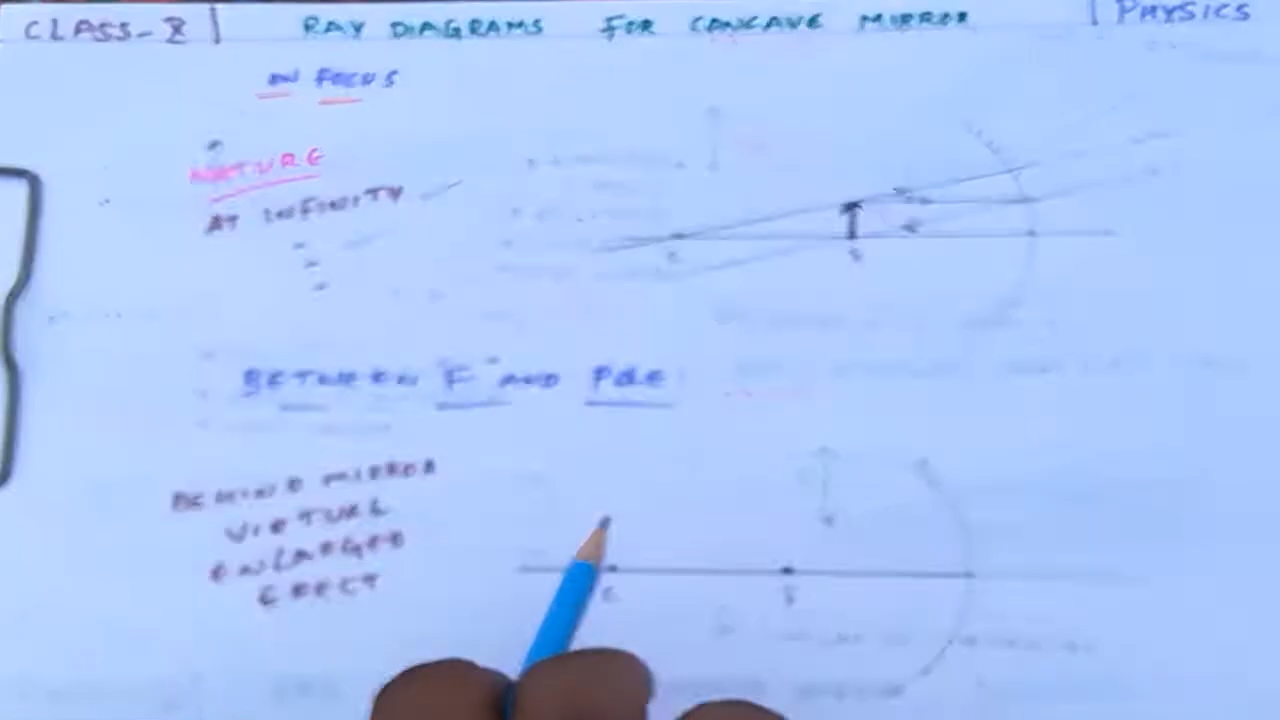 CLASS-X
RAY DIAGRAMS FOR CONCAVE MIRROR
PHYSICS
ON FOCUS
NATURE
AT INFINITY
BETWEEN "F" AND POLE
BEHIND MIRROR
VIRTUAL
ENLARGED
ERECT
C F